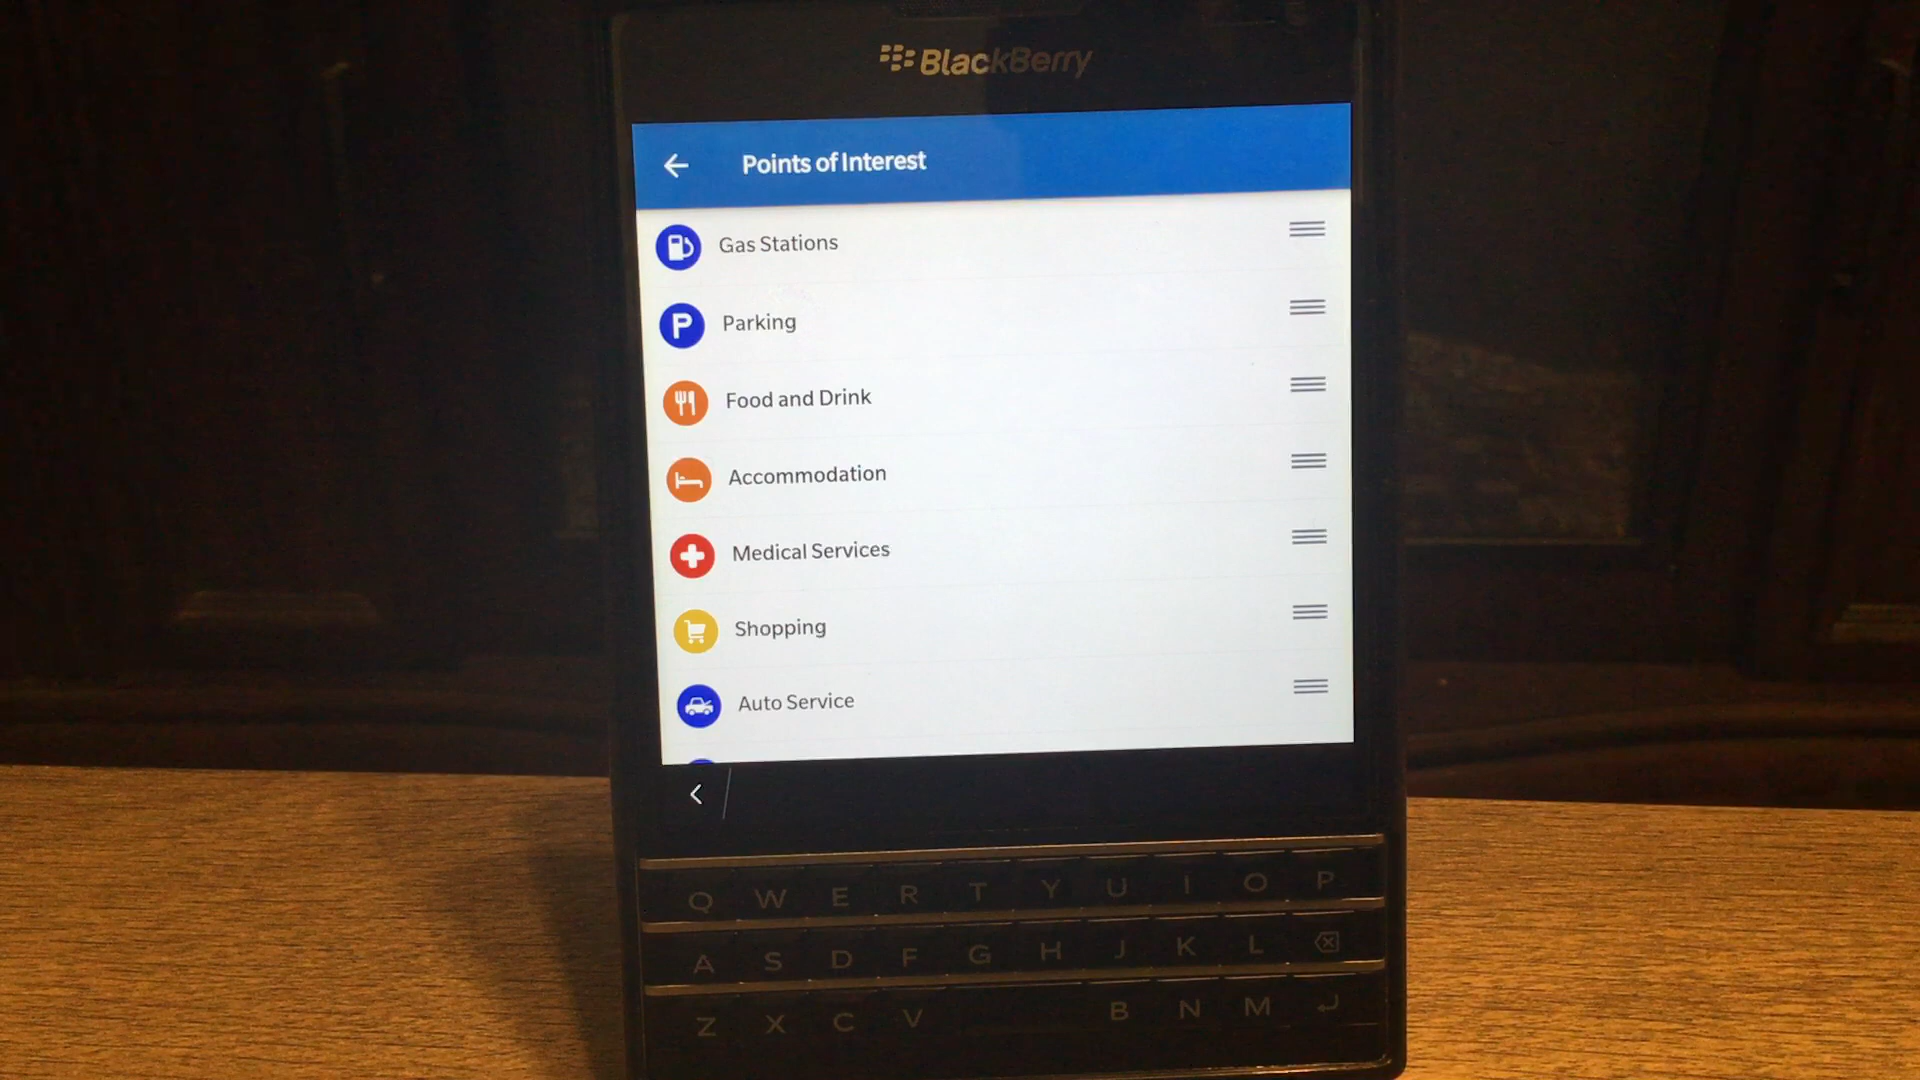 BlackBerry
Points of Interest
Gas Stations
P Parking
Food and Drink
Accommodation
Medical Services
Shopping
Auto Service
Q W E R T Y U I O P
A S D F G H J K L
Z X C V B N M